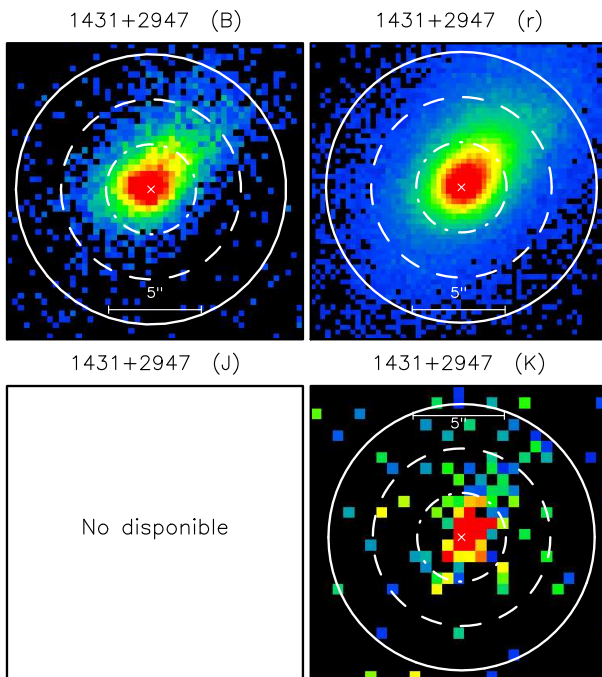 1431+2947 (B)
1431+2947 (r)
5"
5"
1431+2947 (J)
1431+2947 (K)
5"
No disponible